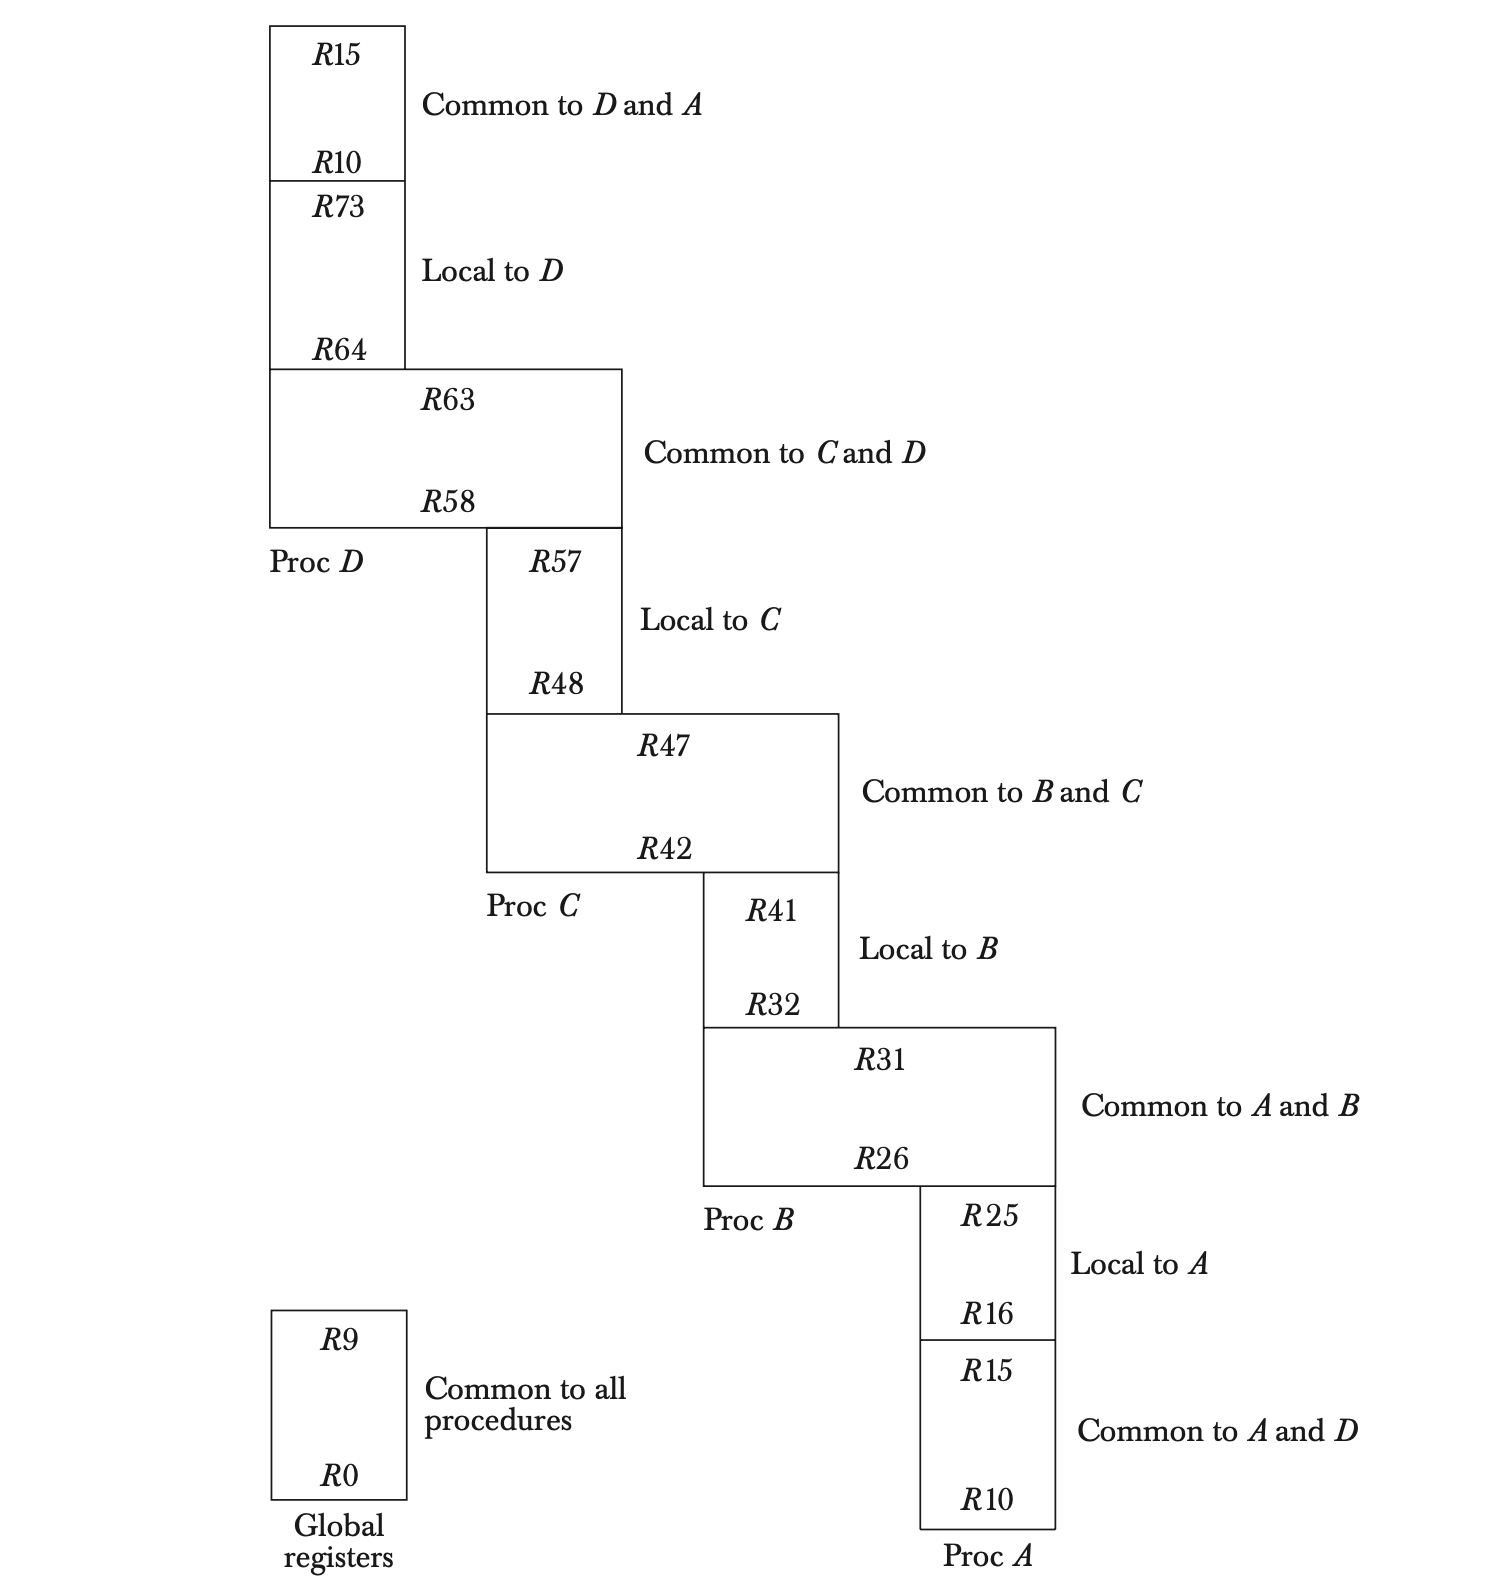 R15
Common to D and A
R10
R73
Local to D
R64
R63
Common to C and D
R58
Proc D
R57
Local to C
R48
R47
Common to B and C
R42
Proc C
R41
Local to B
R32
R31
Common to A and B
R26
Proc B
R25
Local to A
R16
R15
Common to A and D
R10
Proc A
R9
Common to all
procedures
R0
Global
registers